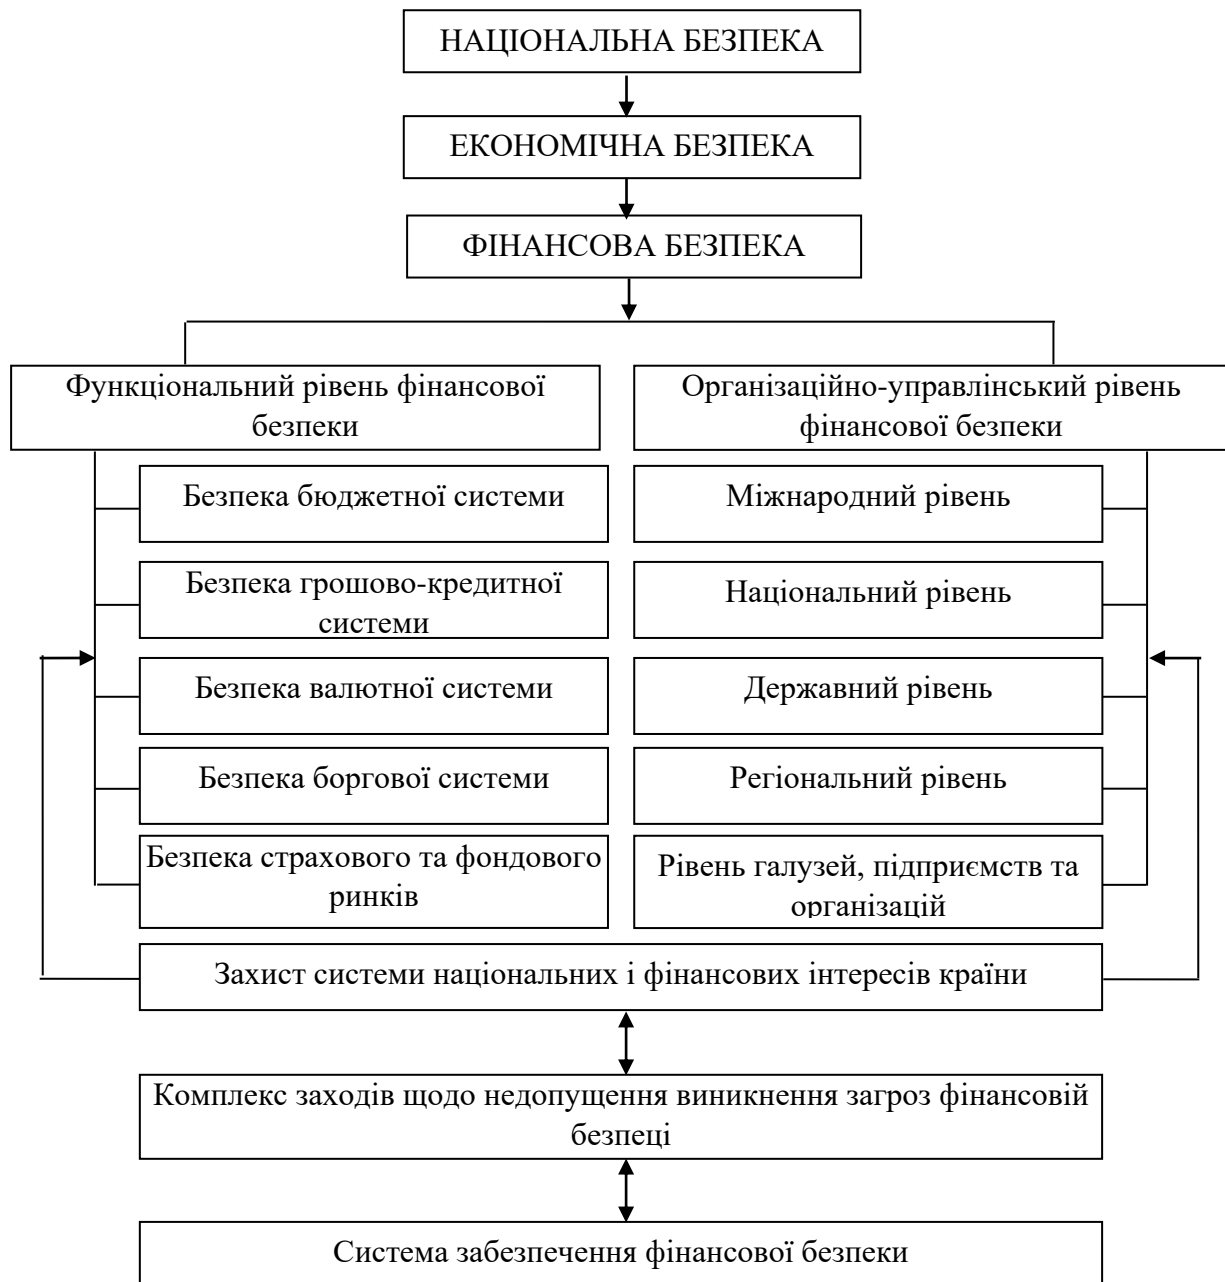 НАЦІОНАЛЬНА БЕЗПЕКА
ЕКОНОМІЧНА БЕЗПЕКА
ФІНАНСОВА БЕЗПЕКА
Функціональний рівень фінансової
безпеки
Організаційно-управлінський рівень
фінансової безпеки
Безпека бюджетної системи
Міжнародний рівень
Безпека грошово-кредитної
системи
Національний рівень
Безпека валютної системи
Державний рівень
Безпека боргової системи
Регіональний рівень
Безпека страхового та фондового
ринків
Рівень галузей, підприємств та
організацій
Захист системи національних і фінансових інтересів країни
Комплекс заходів щодо недопущення виникнення загроз фінансовій
безпеці
Система забезпечення фінансової безпеки